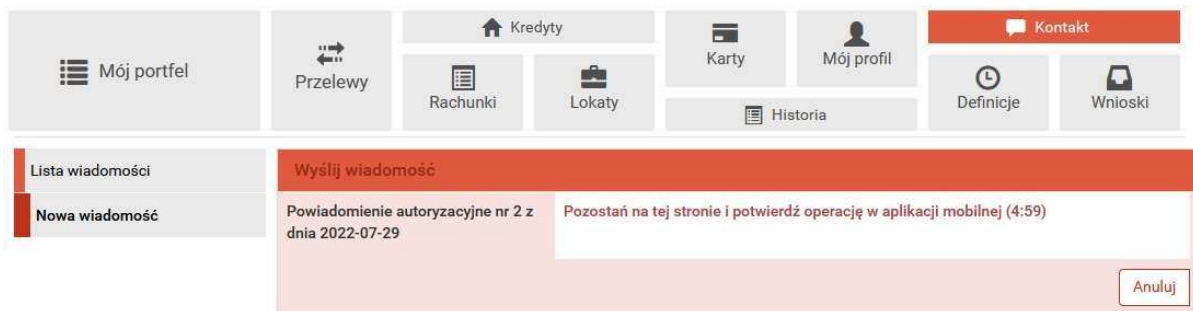 Mój portfel
Przelewy
Kredyty
Rachunki
Lokaty
Karty
Mój profil
Historia
Kontakt
Definicje
Wnioski
Lista wiadomości
Nowa wiadomość
Wyślij wiadomość
Powiadomienie autoryzacyjne nr 2 z
dnia 2022-07-29
Pozostań na tej stronie i potwierdź operację w aplikacji mobilnej (4:59)
Anuluj